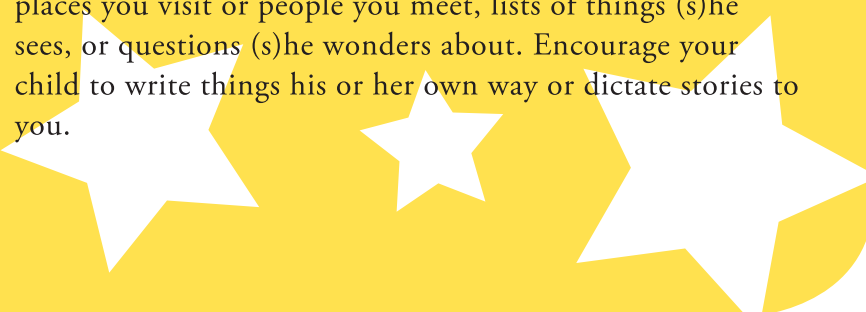 places you visit or people you meet, lists of things (s)he
sees, or questions (s)he wonders about. Encourage your
child to write things his or her own way or dictate stories to
you.